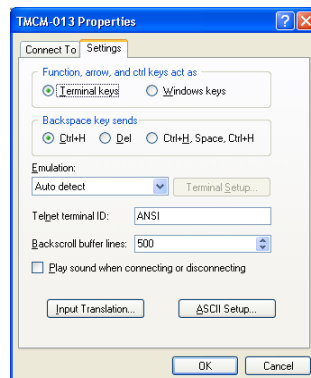 TMCM-013 Properties
Connect To Settings
Function, arrow, and ctrl keys act as
Terminal keys Windows keys
Backspace key sends
Ctrl+H Del Ctrl+H, Space, Ctrl+H
Emulation:
Auto detect Terminal Setup...
Telnet terminal ID: ANSI
Backscroll buffer lines: 500
Play sound when connecting or disconnecting
Input Translation... ASCII Setup...
OK Cancel